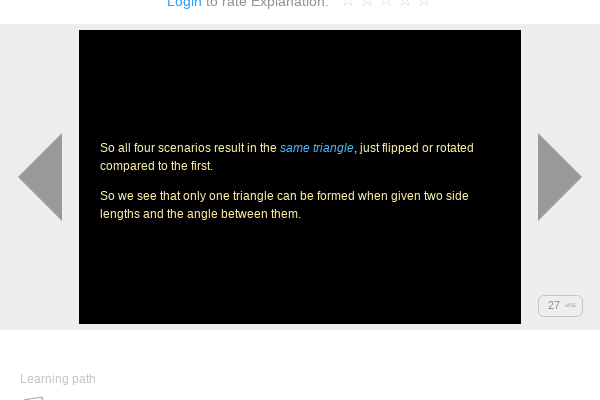 Login to rate Explanation:
So all four scenarios result in the same triangle, just flipped or rotated
compared to the first.
So we see that only one triangle can be formed when given two side
lengths and the angle between them.
27
Learning path